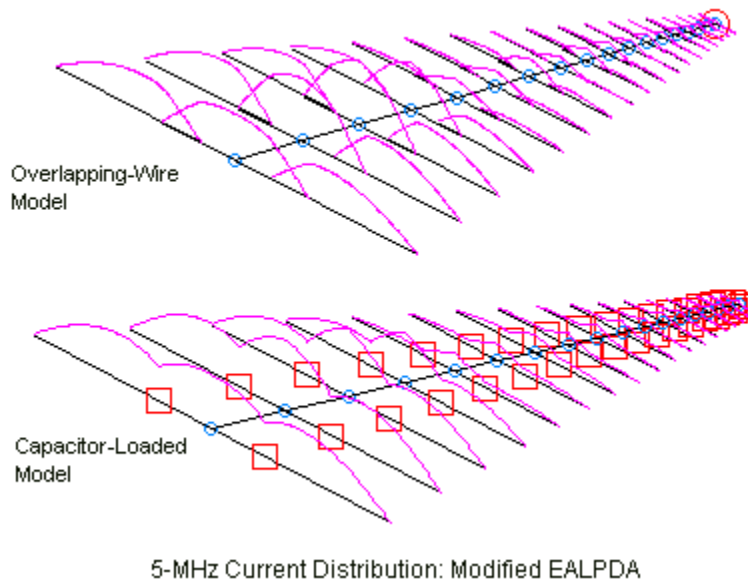 Overlapping-Wire
Model
Capacitor-Loaded
Model
5-MHz Current Distribution: Modified EALPDA